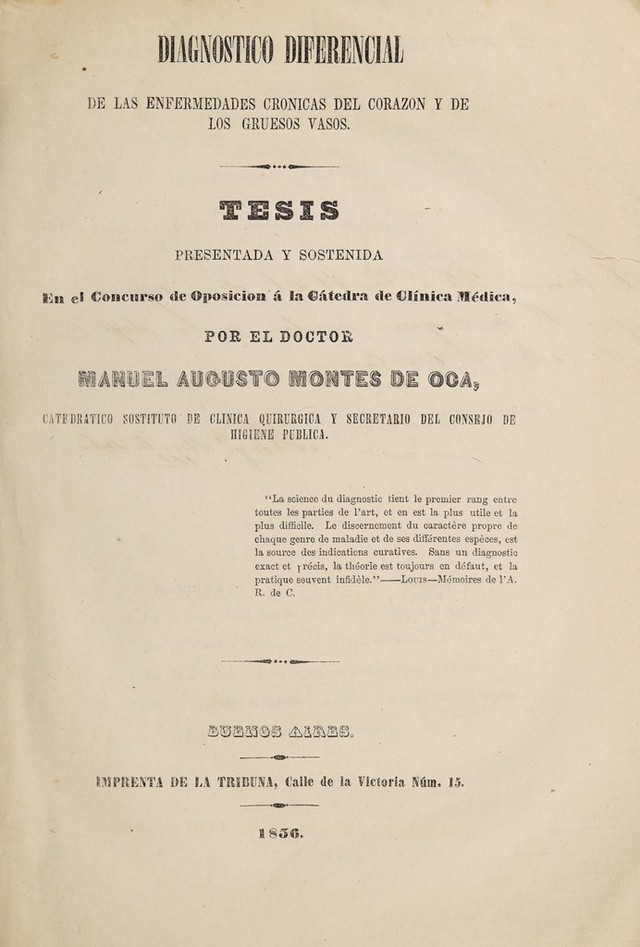 DIAGNOSTICO DIFERENCIAL
DE LAS ENFERMEDADES CRONICAS DEL CORAZON Y DE
LOS GRUESOS VASOS.
TESIS
PRESENTADA Y SOSTENIDA
En el Concurso de Oposicion á la Cátedra de Clínica Médica,
POR EL DOCTOR
MANUEL AUGUSTO MONTES DE OCA,
CATEDRATICO SOSTITUTO DE CLINICA QUIRURGICA Y SECRETARIO DEL CONSEJO DE
HIGIENE PUBLICA.
“La science du diagnostic tient le premier rang entre
toutes les parties de l’art, et en est la plus utile et la
plus difficile. Le discernement du caractère propre de
chaque genre de maladie et de ses différentes espèces, est
la source des indications curatives. Sans un diagnostic
exact et précis, la théorie est toujours en défaut, et la
pratique souvent infidèle.”——Louis—Mémoires de l’A.
R. de C.
BUENOS AIRES.
IMPRENTA DE LA TRIBUNA, Calle de la Victoria Núm. 15.
1856.